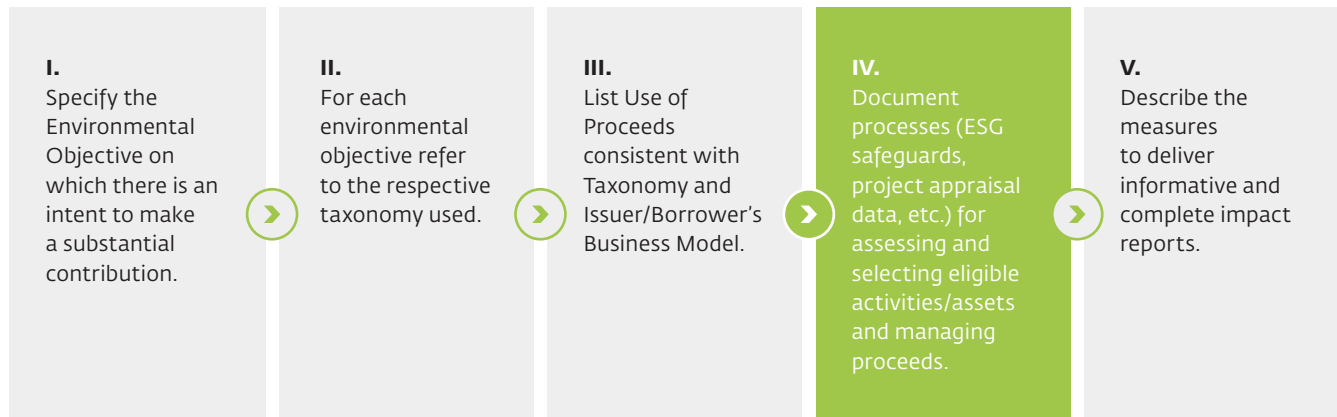 I.
Specify the
Environmental
Objective on
which there is an
intent to make
a substantial
contribution.
II.
For each
environmental
objective refer
to the respective
taxonomy used.
III.
List Use of
Proceeds
consistent with
Taxonomy and
Issuer/Borrower's
Business Model.
IV.
Document
processes (ESG
safeguards,
project appraisal
data, etc.) for
assessing and
selecting eligible
activities/assets
and managing
proceeds.
V.
Describe the
measures
to deliver
informative and
complete impact
reports.